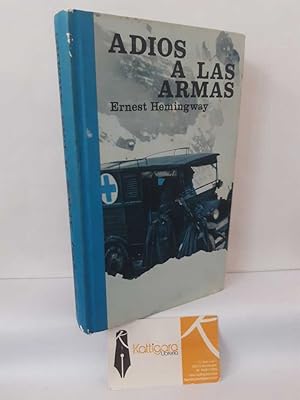 ADIOS
A LAS
ARMAS
Ernest Hemingway
Kattigara